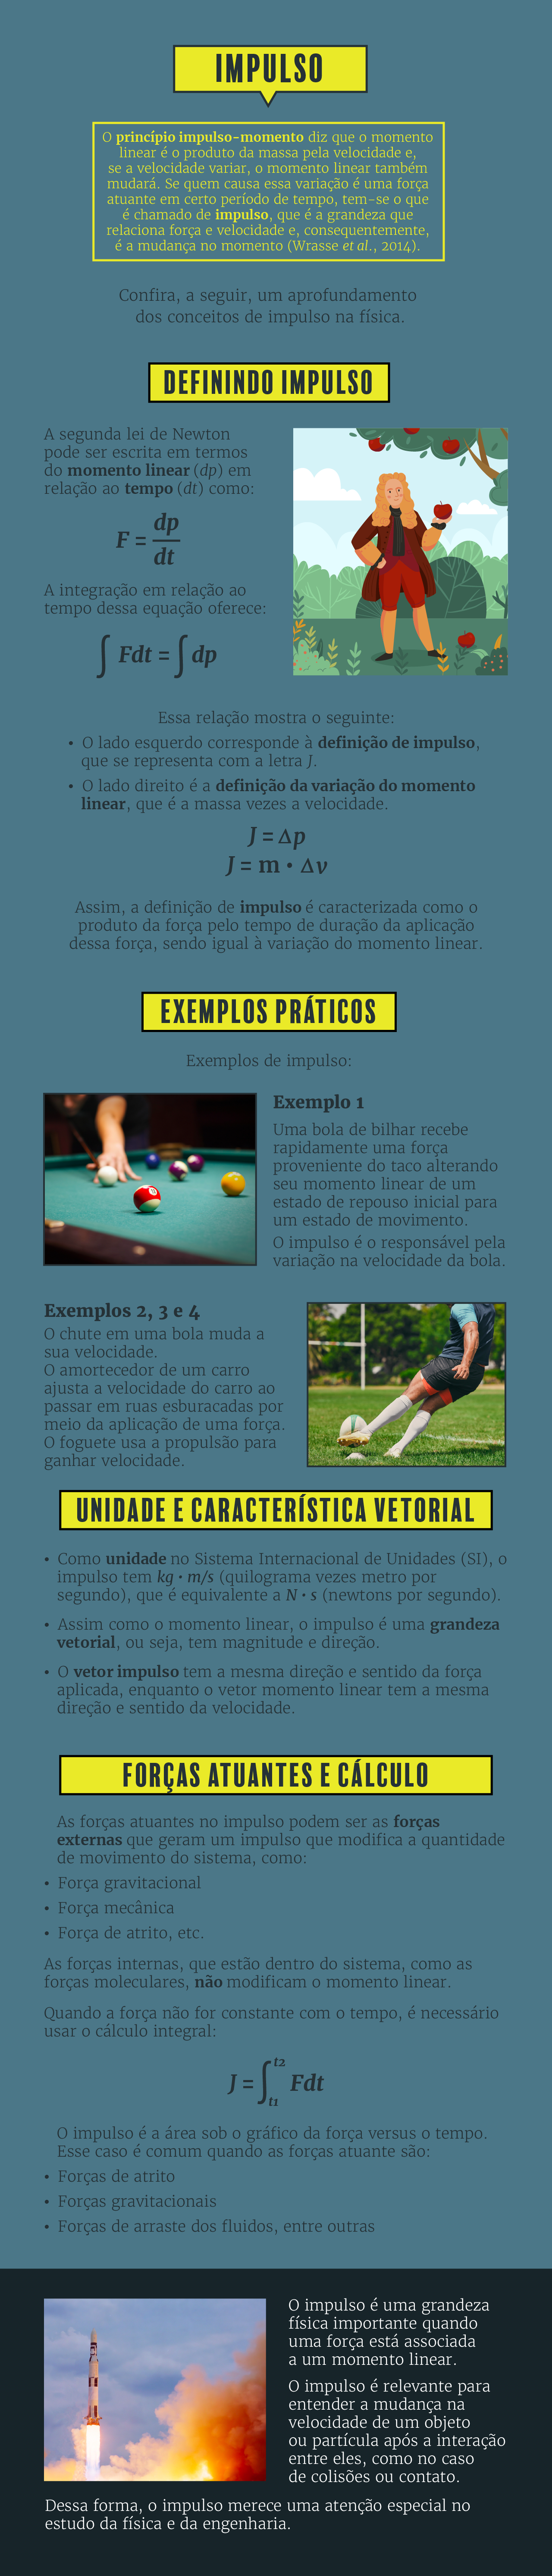 IMPULSO
O princípio impulso-momento diz que o momento
linear é o produto da massa pela velocidade e,
se a velocidade variar, o momento linear também
mudará. Se quem causa essa variação é uma força
atuante em certo período de tempo, tem-se o que
é chamado de impulso, que é a grandeza que
relaciona força e velocidade e, consequentemente,
é a mudança no momento (Wrasse et al., 2014).
Confira, a seguir, um aprofundamento
dos conceitos de impulso na física.
DEFININDO IMPULSO
A segunda lei de Newton
pode ser escrita em termos
do momento linear (dp) em
relação ao tempo (dt) como:
F = dp/dt
A integração em relação ao
tempo dessa equação oferece:
∫ Fdt = ∫ dp
Essa relação mostra o seguinte:
• O lado esquerdo corresponde à definição de impulso,
que se representa com a letra J.
• O lado direito é a definição da variação do momento
linear, que é a massa vezes a velocidade.
J = Δp
J = m • Δv
Assim, a definição de impulso é caracterizada como o
produto da força pelo tempo de duração da aplicação
dessa força, sendo igual à variação do momento linear.
EXEMPLOS PRÁTICOS
Exemplos de impulso:
Exemplo 1
Uma bola de bilhar recebe
rapidamente uma força
proveniente do taco alterando
seu momento linear de um
estado de repouso inicial para
um estado de movimento.
O impulso é o responsável pela
variação na velocidade da bola.
Exemplos 2, 3 e 4
O chute em uma bola muda a
sua velocidade.
O amortecedor de um carro
ajusta a velocidade do carro ao
passar em ruas esburacadas por
meio da aplicação de uma força.
O foguete usa a propulsão para
ganhar velocidade.
UNIDADE E CARACTERÍSTICA VETORIAL
• Como unidade no Sistema Internacional de Unidades (SI), o
impulso tem kg • m/s (quilograma vezes metro por
segundo), que é equivalente a N • s (newtons por segundo).
• Assim como o momento linear, o impulso é uma grandeza
vetorial, ou seja, tem magnitude e direção.
• O vetor impulso tem a mesma direção e sentido da força
aplicada, enquanto o vetor momento linear tem a mesma
direção e sentido da velocidade.
FORÇAS ATUANTES E CÁLCULO
As forças atuantes no impulso podem ser as forças
externas que geram um impulso que modifica a quantidade
de movimento do sistema, como:
• Força gravitacional
• Força mecânica
• Força de atrito, etc.
As forças internas, que estão dentro do sistema, como as
forças moleculares, não modificam o momento linear.
Quando a força não for constante com o tempo, é necessário
usar o cálculo integral:
J = ∫ t2 t1 Fdt
O impulso é a área sob o gráfico da força versus o tempo.
Esse caso é comum quando as forças atuante são:
• Forças de atrito
• Forças gravitacionais
• Forças de arraste dos fluidos, entre outras
O impulso é uma grandeza
física importante quando
uma força está associada
a um momento linear.
O impulso é relevante para
entender a mudança na
velocidade de um objeto
ou partícula após a interação
entre eles, como no caso
de colisões ou contato.
Dessa forma, o impulso merece uma atenção especial no
estudo da física e da engenharia.